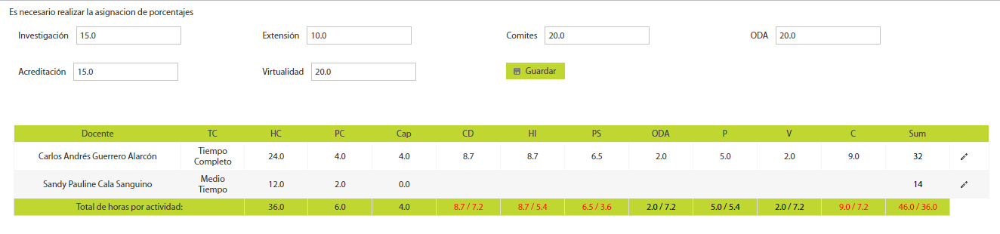 Es necesario realizar la asignacion de porcentajes
Investigación 15.0 Extensión 10.0 Comites 20.0 ODA 20.0
Acreditación 15.0 Virtualidad 20.0 Guardar
Docente TC HC PC Cap CD HI PS ODA P V C Sum
Carlos Andrés Guerrero Alarcón Tiempo Completo 24.0 4.0 4.0 8.7 8.7 6.5 2.0 5.0 2.0 9.0 32
Sandy Pauline Cala Sanguino Medio Tiempo 12.0 2.0 0.0 14
Total de horas por actividad: 36.0 6.0 4.0 8.7 / 7.2 8.7 / 5.4 6.5 / 3.6 2.0 / 7.2 5.0 / 5.4 2.0 / 7.2 9.0 / 7.2 46.0 / 36.0